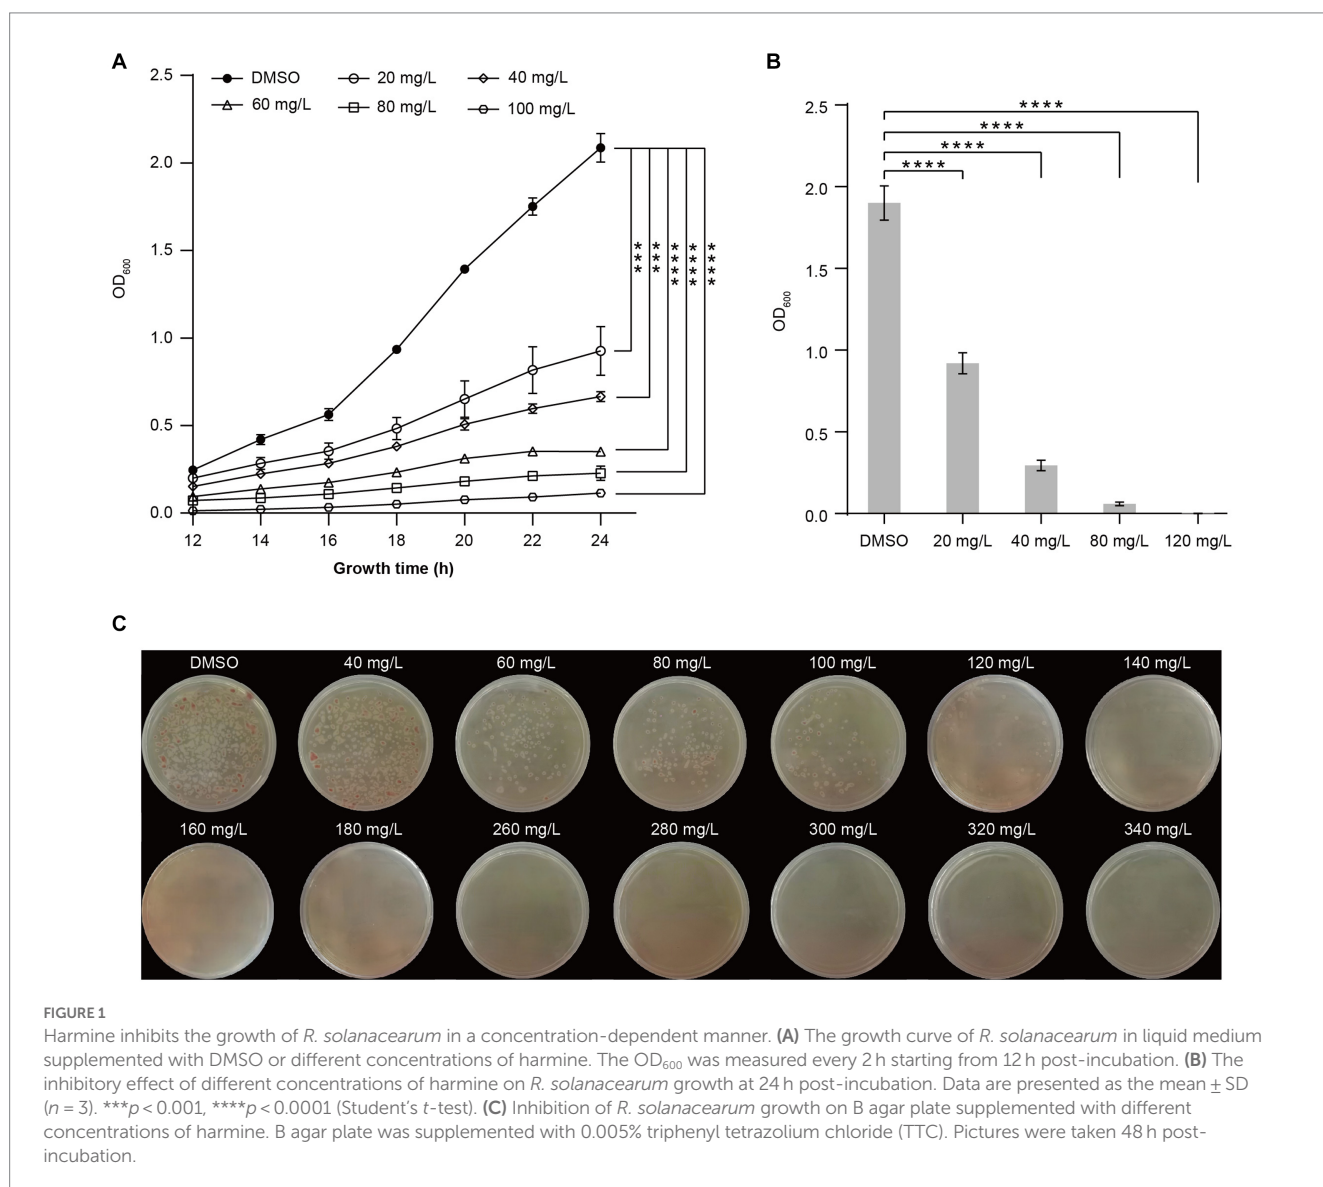 A
2.5
2.0
1.5
1.0
0.5
0.0
OD600
DMSO 20 mg/L 40 mg/L
60 mg/L 80 mg/L 100 mg/L
*** *** **** **** ****
12 14 16 18 20 22 24
Growth time (h)
B
2.5
2.0
1.5
1.0
0.5
0.0
OD600
****
****
****
****
DMSO 20 mg/L 40 mg/L 80 mg/L 120 mg/L
C
DMSO 40 mg/L 60 mg/L 80 mg/L 100 mg/L 120 mg/L 140 mg/L
160 mg/L 180 mg/L 260 mg/L 280 mg/L 300 mg/L 320 mg/L 340 mg/L
FIGURE 1
Harmine inhibits the growth of R. solanacearum in a concentration-dependent manner. (A) The growth curve of R. solanacearum in liquid medium
supplemented with DMSO or different concentrations of harmine. The OD600 was measured every 2 h starting from 12 h post-incubation. (B) The
inhibitory effect of different concentrations of harmine on R. solanacearum growth at 24 h post-incubation. Data are presented as the mean ± SD
(n = 3). ***p < 0.001, ****p < 0.0001 (Student's t-test). (C) Inhibition of R. solanacearum growth on B agar plate supplemented with different
concentrations of harmine. B agar plate was supplemented with 0.005% triphenyl tetrazolium chloride (TTC). Pictures were taken 48 h post-
incubation.